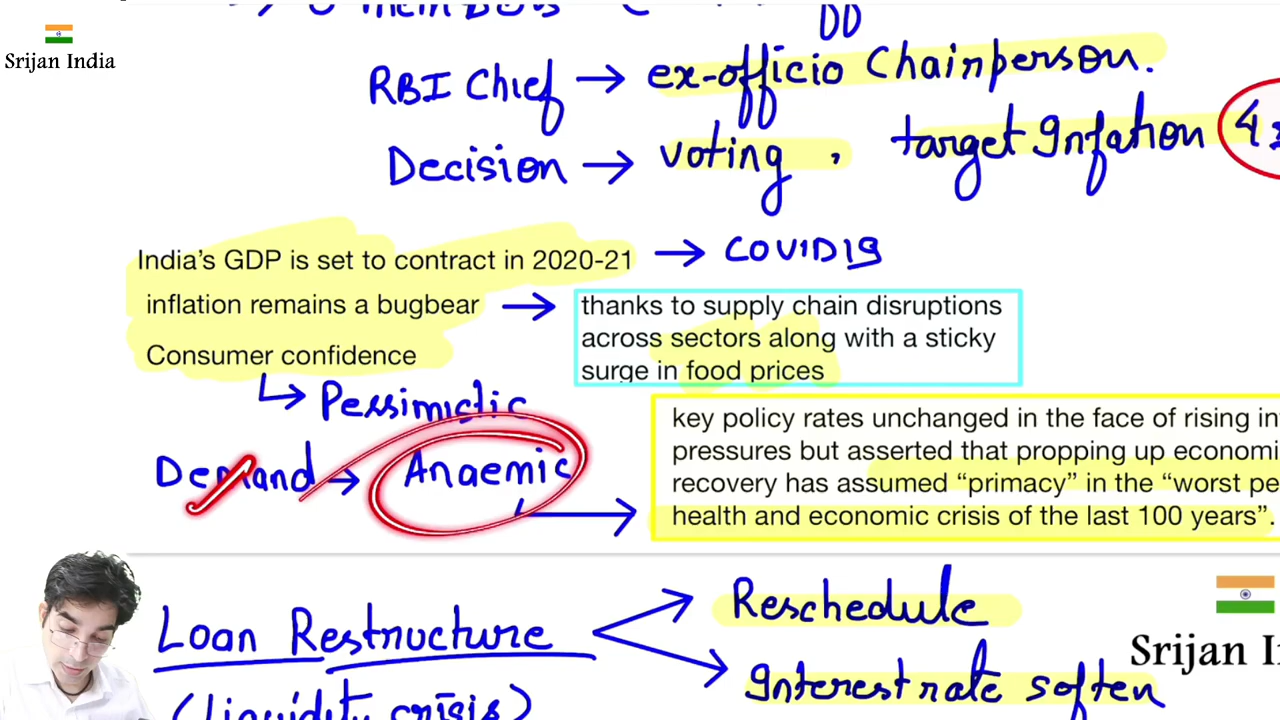 Srijan India
RBI Chief → ex-officio Chairperson.
Decision → voting, target Inflation 4
India's GDP is set to contract in 2020-21 → COVID19
inflation remains a bugbear →
thanks to supply chain disruptions
across sectors along with a sticky
surge in food prices
Consumer confidence
Pessimistic
Demand → Anaemic
key policy rates unchanged in the face of rising in
pressures but asserted that propping up economi
recovery has assumed “primacy” in the “worst pe
health and economic crisis of the last 100 years”.
Loan Restructure
Reschedule
Interest rate soften
(liquidity crisis)
Srijan I